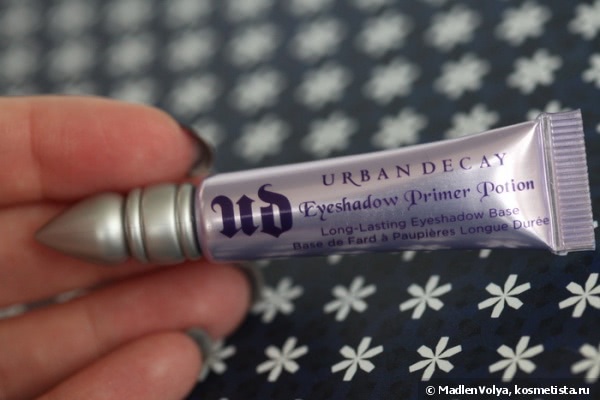 URBAN DECAY
ud
Eyeshadow Primer Potion
Long-Lasting Eyeshadow Base
Base de Fard à Paupières Longue Durée
© MadlenVolya, kosmetista.ru